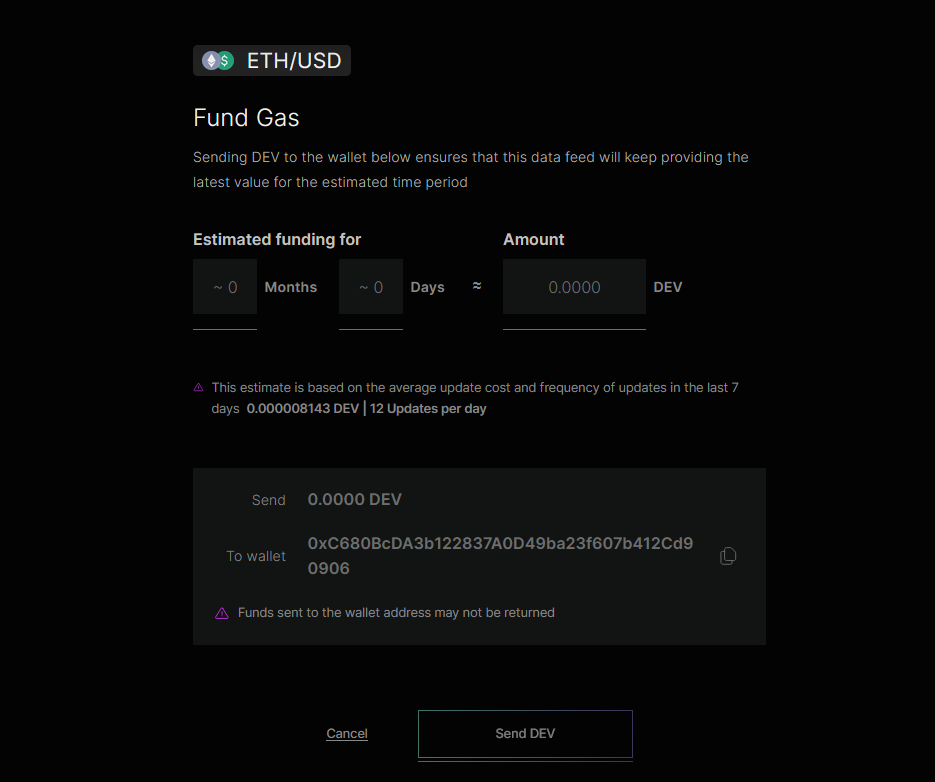 ETH/USD
Fund Gas
Sending DEV to the wallet below ensures that this data feed will keep providing the
latest value for the estimated time period
Estimated funding for Amount
~ 0 Months ~ 0 Days ≈ 0.0000 DEV
This estimate is based on the average update cost and frequency of updates in the last 7
days 0.000008143 DEV | 12 Updates per day
Send 0.0000 DEV
To wallet 0xC680BcDA3b122837A0D49ba23f607b412Cd9
0906
Funds sent to the wallet address may not be returned
Cancel Send DEV